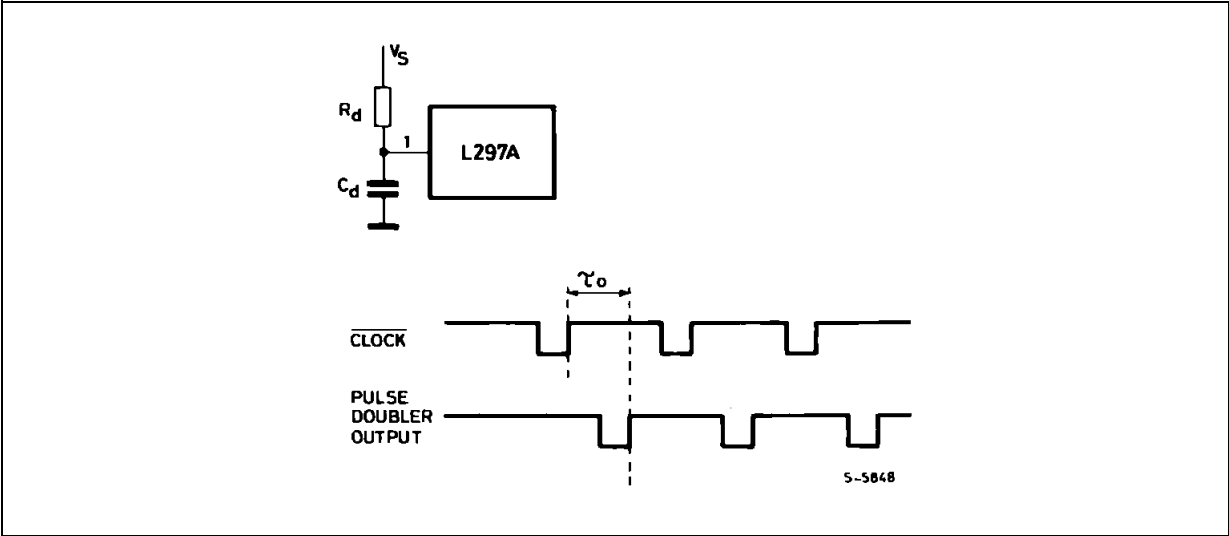 VS
Rd
1
L297A
Cd
τo
CLOCK
PULSE
DOUBLER
OUTPUT
S-5848